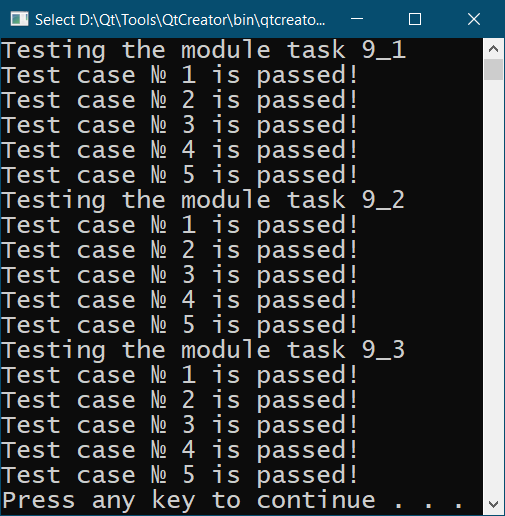 Select D:\Qt\Tools\QtCreator\bin\qtcreato...
Testing the module task 9_1
Test case № 1 is passed!
Test case № 2 is passed!
Test case № 3 is passed!
Test case № 4 is passed!
Test case № 5 is passed!
Testing the module task 9_2
Test case № 1 is passed!
Test case № 2 is passed!
Test case № 3 is passed!
Test case № 4 is passed!
Test case № 5 is passed!
Testing the module task 9_3
Test case № 1 is passed!
Test case № 2 is passed!
Test case № 3 is passed!
Test case № 4 is passed!
Test case № 5 is passed!
Press any key to continue . . .